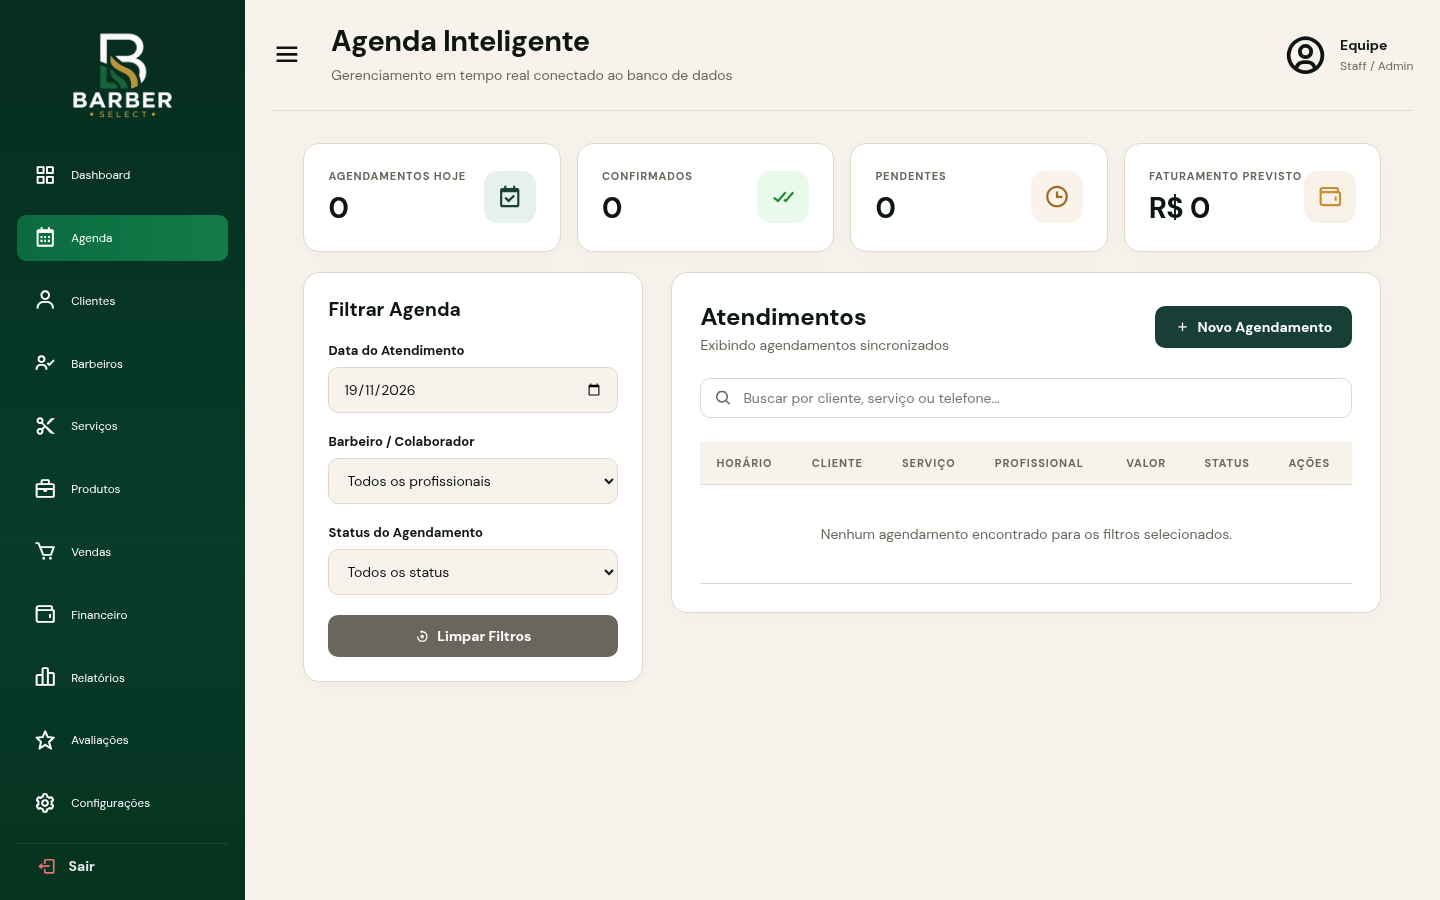 BARBER
SELECT
Dashboard
Agenda
Clientes
Barbeiros
Serviços
Produtos
Vendas
Financeiro
Relatórios
Avaliações
Configurações
Sair
Agenda Inteligente
Gerenciamento em tempo real conectado ao banco de dados
Equipe
Staff / Admin
AGENDAMENTOS HOJE
0
CONFIRMADOS
0
PENDENTES
0
FATURAMENTO PREVISTO
R$ 0
Filtrar Agenda
Data do Atendimento
19/11/2026
Barbeiro / Colaborador
Todos os profissionais
Status do Agendamento
Todos os status
Limpar Filtros
Atendimentos
Exibindo agendamentos sincronizados
Novo Agendamento
Buscar por cliente, serviço ou telefone...
HORÁRIO CLIENTE SERVIÇO PROFISSIONAL VALOR STATUS AÇÕES
Nenhum agendamento encontrado para os filtros selecionados.